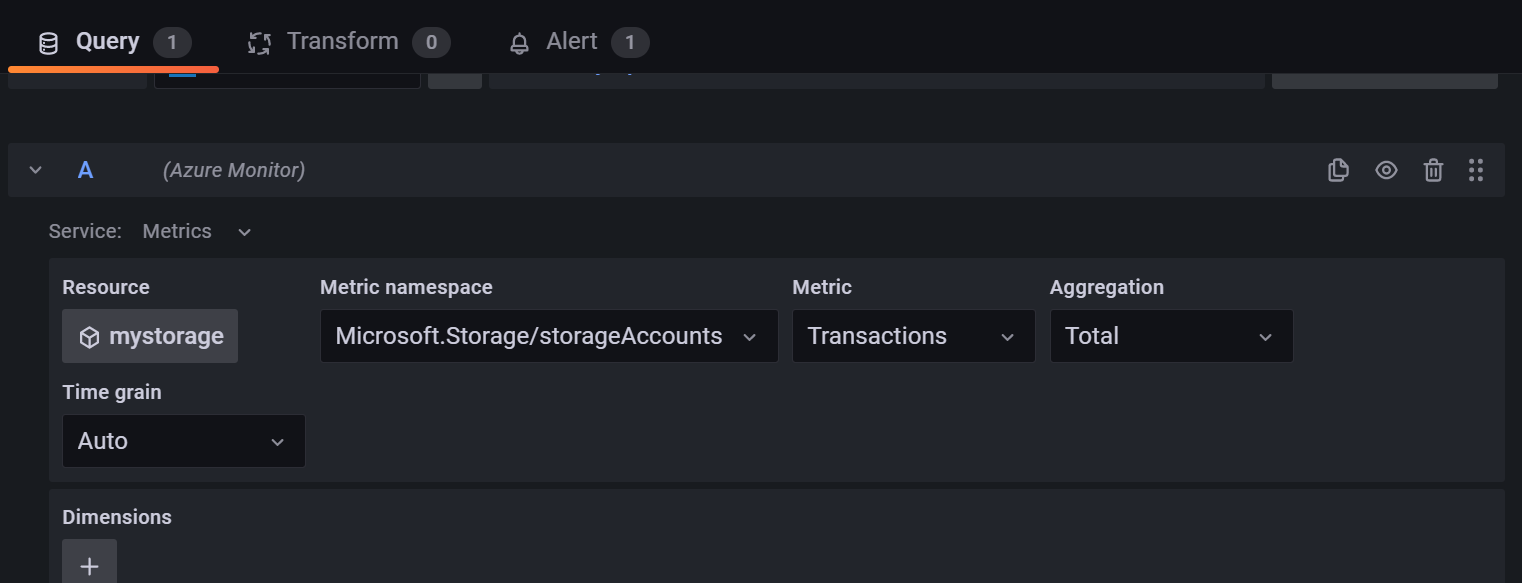 Query 1 Transform 0 Alert 1
A (Azure Monitor)
Service: Metrics
Resource Metric namespace Metric Aggregation
mystorage Microsoft.Storage/storageAccounts Transactions Total
Time grain
Auto
Dimensions
+